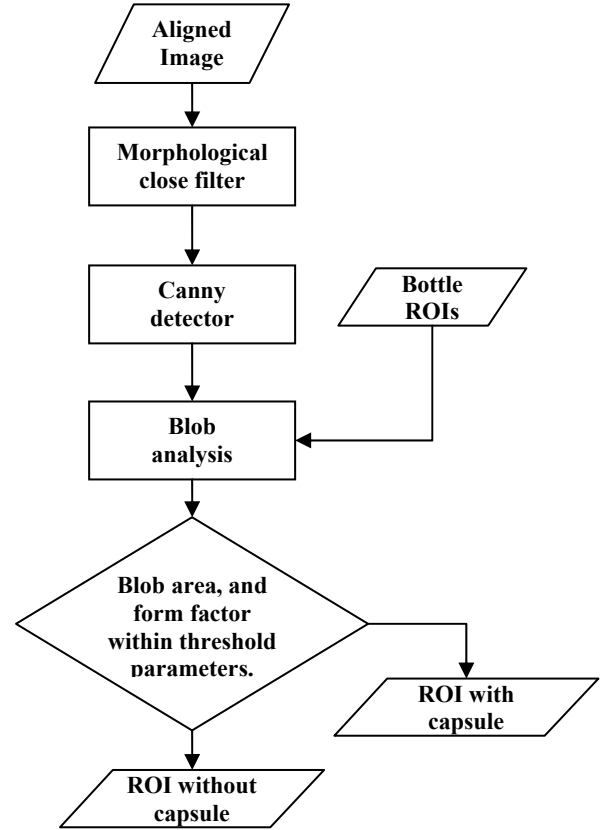 Aligned
Image
Morphological
close filter
Canny
detector
Bottle
ROIs
Blob
analysis
Blob area, and
form factor
within threshold
parameters.
ROI with
capsule
ROI without
capsule